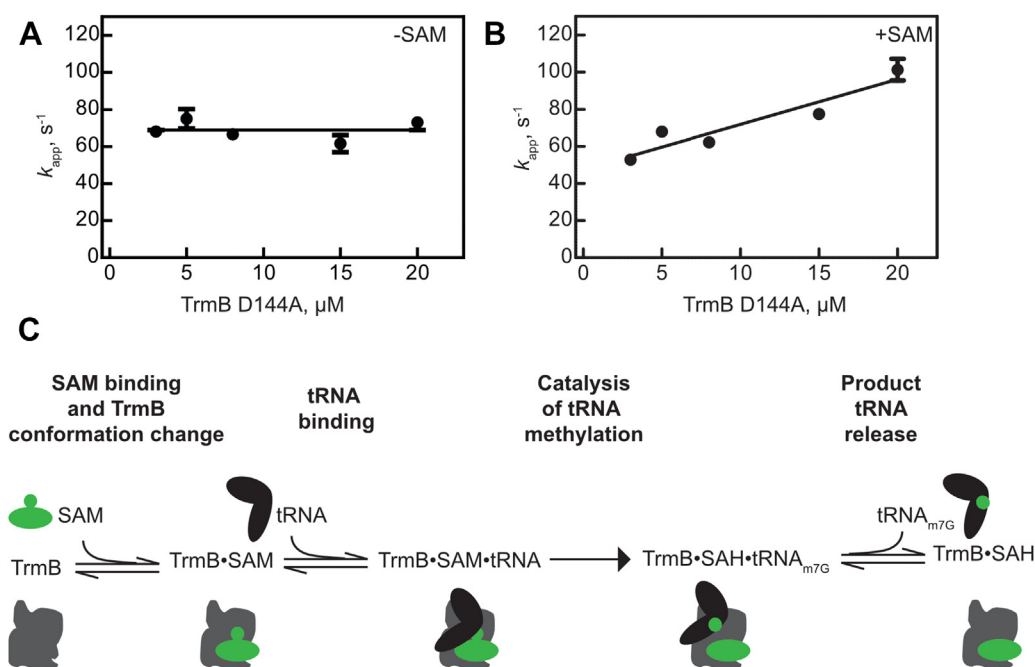 A
-SAM
120
100
80
60
40
20
0
k_app, s⁻¹
0 5 10 15 20
TrmB D144A, µM
B
+SAM
120
100
80
60
40
20
0
k_app, s⁻¹
0 5 10 15 20
TrmB D144A, µM
C
SAM binding
and TrmB
conformation change
tRNA
binding
Catalysis
of tRNA
methylation
Product
tRNA
release
SAM
tRNA
tRNA_m7G
TrmB
TrmB•SAM
TrmB•SAM•tRNA
TrmB•SAH•tRNA_m7G
TrmB•SAH